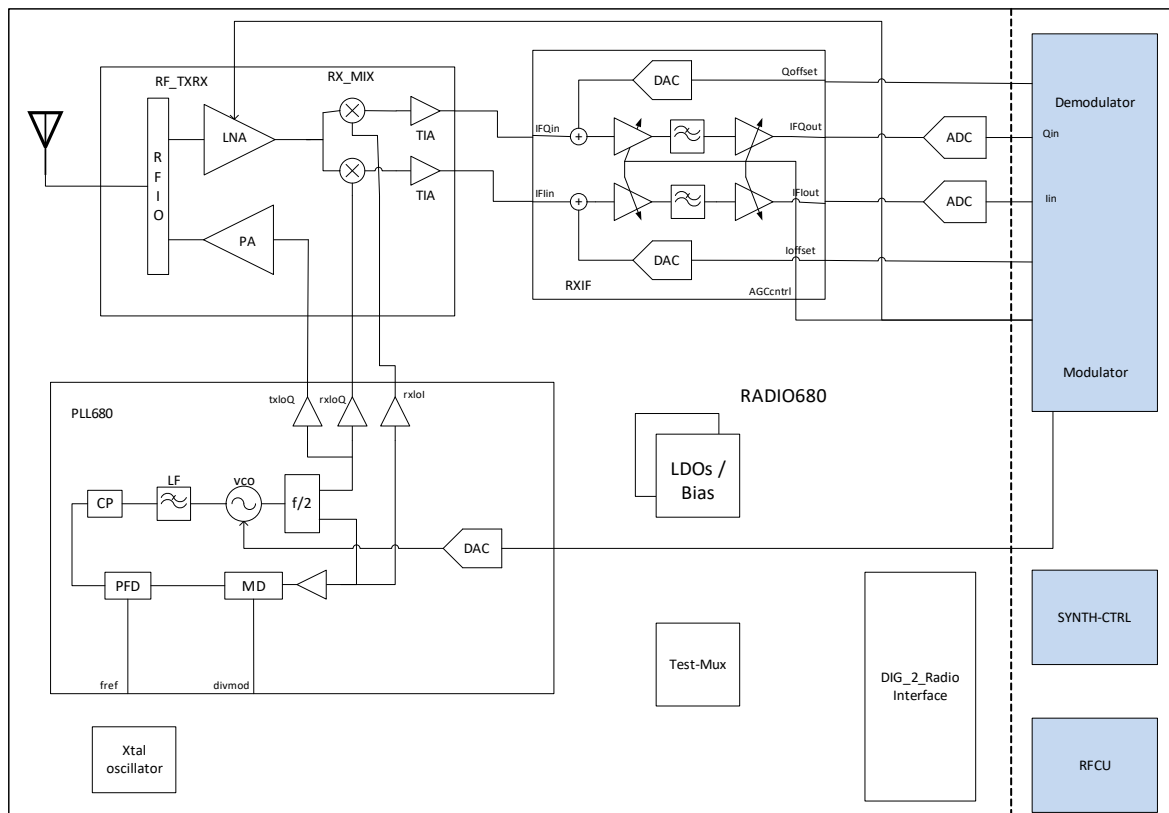 RF_TXRX
RX_MIX
RFIO
LNA
PA
TIA
TIA
IFQin
IFIin
DAC
Qoffset
+
IFQout
+
IFIout
DAC
Ioffset
RXIF
AGCcntrl
ADC
ADC
Demodulator
Qin
Iin
Modulator
PLL680
txloQ
rxloQ
rxloI
CP
LF
vco
f/2
DAC
PFD
MD
fref
divmod
RADIO680
LDOs /
Bias
Test-Mux
DIG_2_Radio
Interface
SYNTH-CTRL
RFCU
Xtal
oscillator